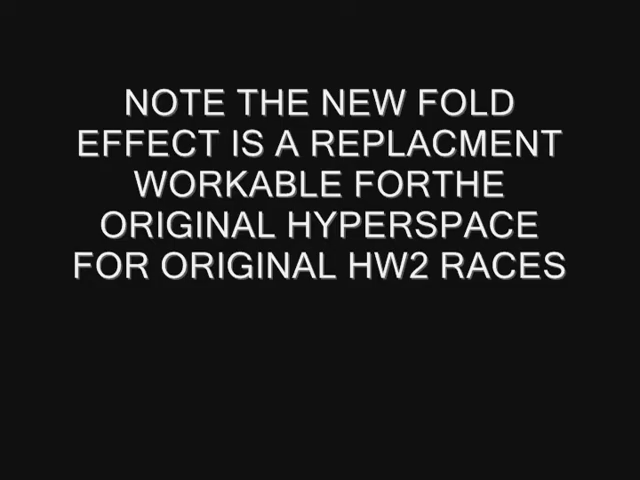 NOTE THE NEW FOLD
EFFECT IS A REPLACMENT
WORKABLE FORTHE
ORIGINAL HYPERSPACE
FOR ORIGINAL HW2 RACES